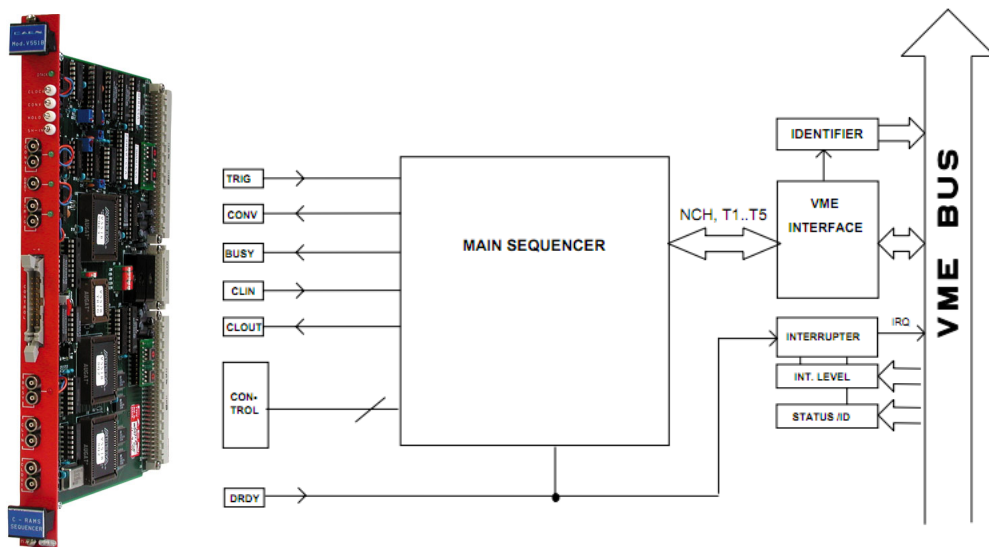 CAEN
Mod. V551B
C - RAMS
SEQUENCER
TRIG
CONV
BUSY
CLIN
CLOUT
CON-
TROL
DRDY
MAIN SEQUENCER
NCH, T1..T5
IDENTIFIER
VME
INTERFACE
INTERRUPTER
IRQ
INT. LEVEL
STATUS /ID
VME BUS